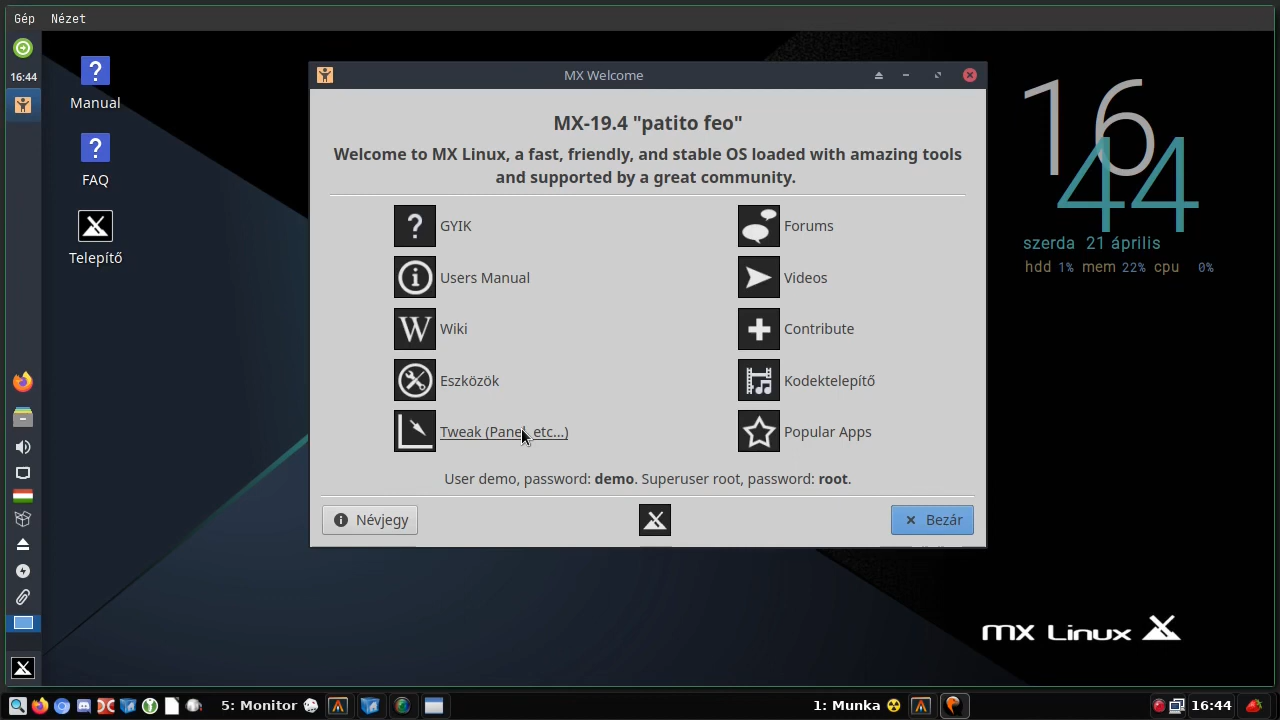 Gép Nézet
16:44
Manual
FAQ
Telepítő
MX Welcome
MX-19.4 "patito feo"
Welcome to MX Linux, a fast, friendly, and stable OS loaded with amazing tools
and supported by a great community.
GYIK
Forums
Users Manual
Videos
Wiki
Contribute
Eszközök
Kodektelepítő
Tweak (Panel, etc...)
Popular Apps
User demo, password: demo. Superuser root, password: root.
Névjegy
Bezár
16
44
szerda 21 április
hdd 1% mem 22% cpu 0%
MX Linux
5: Monitor
1: Munka
16:44